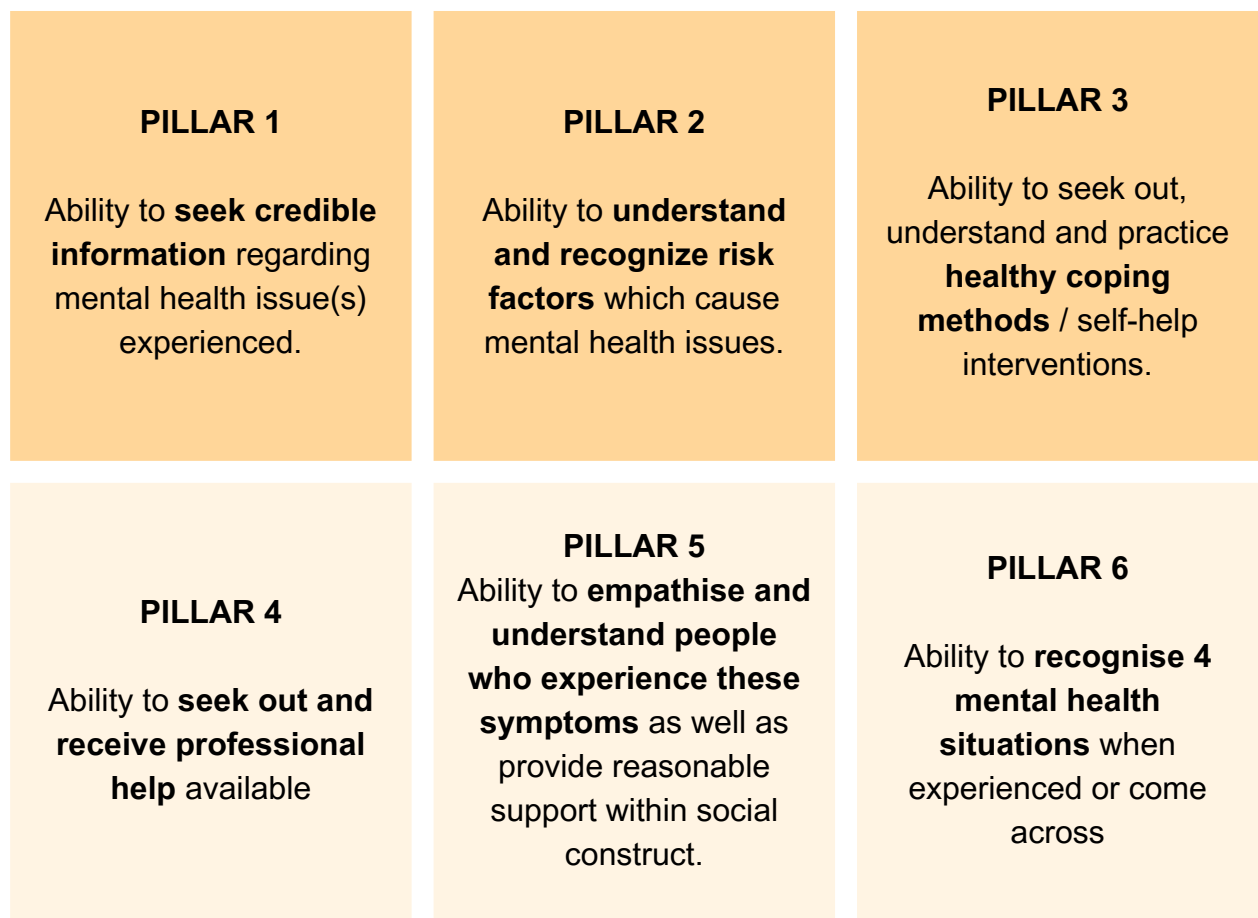 PILLAR 1
Ability to seek credible
information regarding
mental health issue(s)
experienced.
PILLAR 2
Ability to understand
and recognize risk
factors which cause
mental health issues.
PILLAR 3
Ability to seek out,
understand and practice
healthy coping
methods / self-help
interventions.
PILLAR 4
Ability to seek out and
receive professional
help available
PILLAR 5
Ability to empathise and
understand people
who experience these
symptoms as well as
provide reasonable
support within social
construct.
PILLAR 6
Ability to recognise 4
mental health
situations when
experienced or come
across